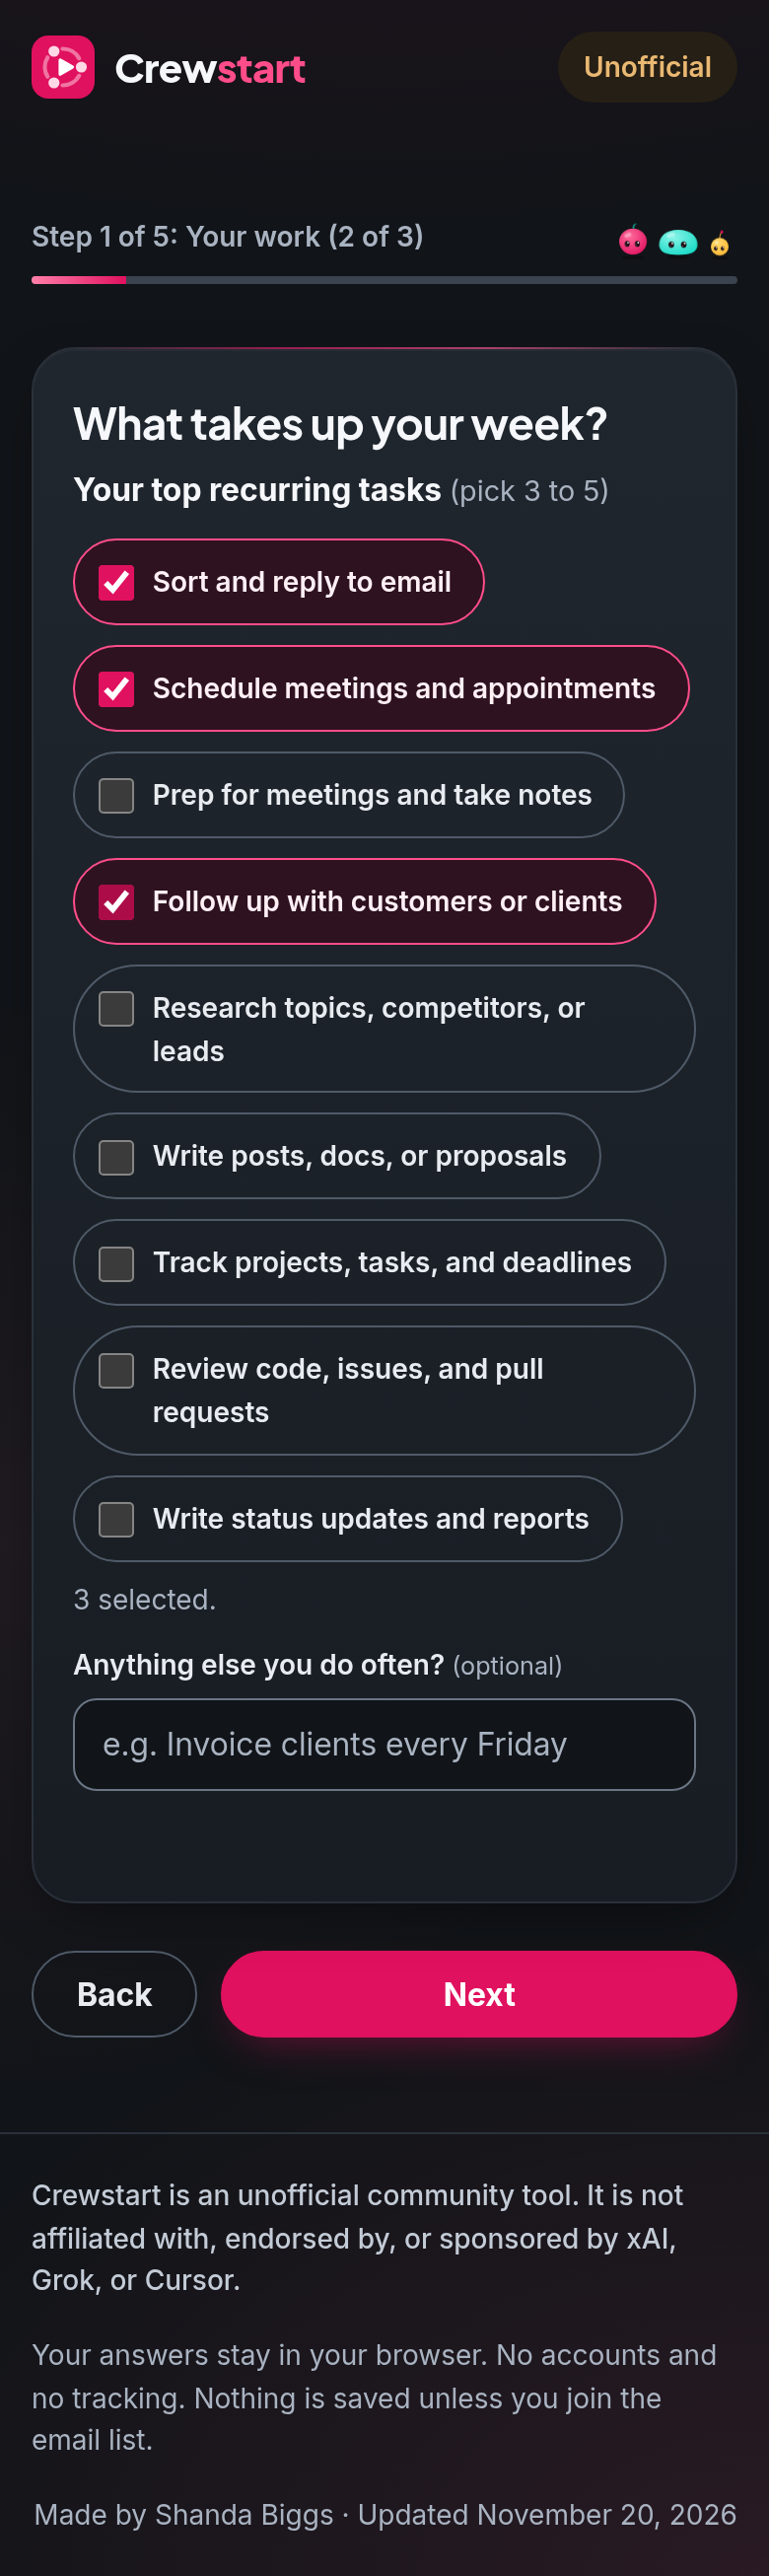 Crewstart
Unofficial
Step 1 of 5: Your work (2 of 3)
What takes up your week?
Your top recurring tasks (pick 3 to 5)
Sort and reply to email
Schedule meetings and appointments
Prep for meetings and take notes
Follow up with customers or clients
Research topics, competitors, or
leads
Write posts, docs, or proposals
Track projects, tasks, and deadlines
Review code, issues, and pull
requests
Write status updates and reports
3 selected.
Anything else you do often? (optional)
e.g. Invoice clients every Friday
Back
Next
Crewstart is an unofficial community tool. It is not
affiliated with, endorsed by, or sponsored by xAI,
Grok, or Cursor.
Your answers stay in your browser. No accounts and
no tracking. Nothing is saved unless you join the
email list.
Made by Shanda Biggs · Updated November 20, 2026